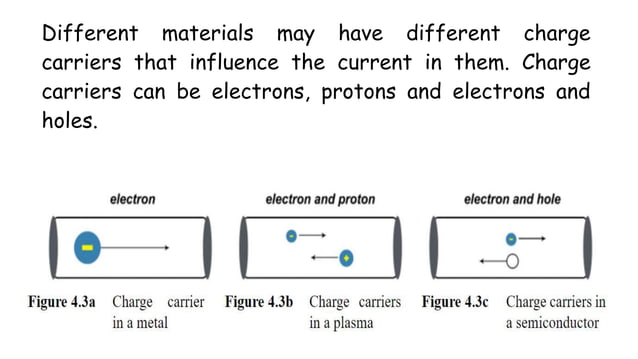 Different materials may have different charge
carriers that influence the current in them. Charge
carriers can be electrons, protons and electrons and
holes.
electron
electron and proton
electron and hole
Figure 4.3a Charge carrier
in a metal
Figure 4.3b Charge carriers
in a plasma
Figure 4.3c Charge carriers in
a semiconductor